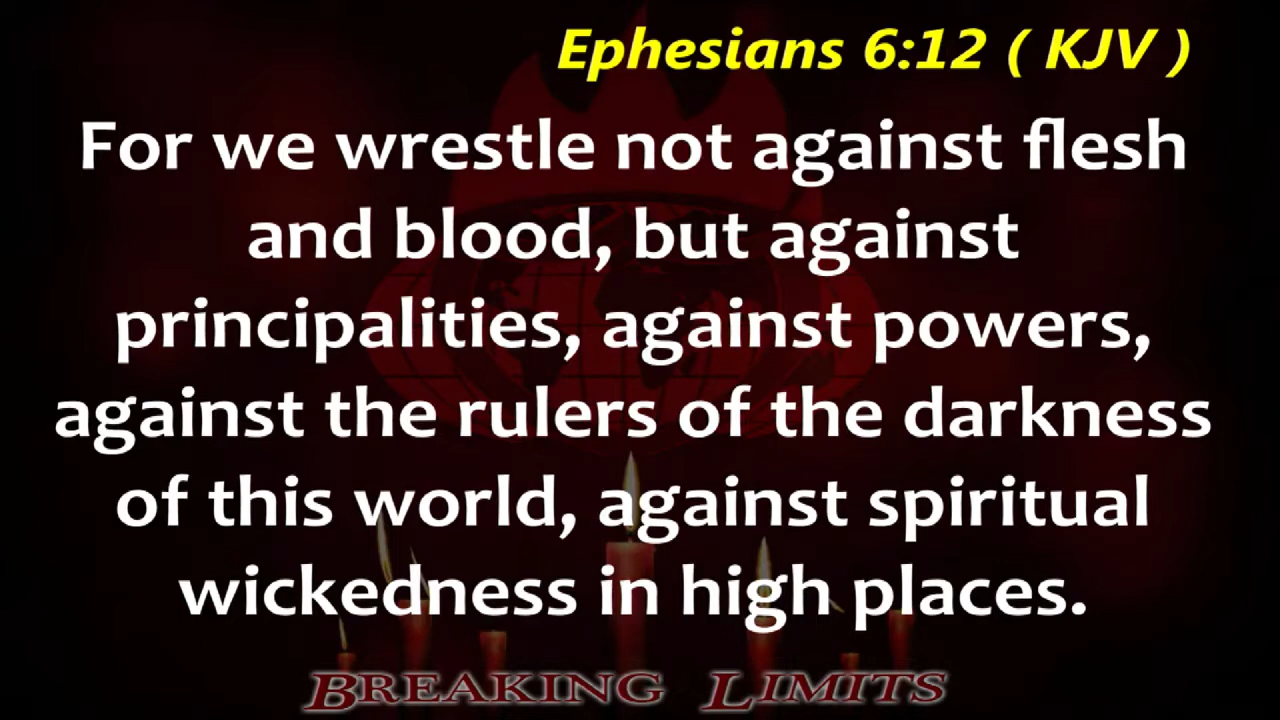 Ephesians 6:12 ( KJV )
For we wrestle not against flesh
and blood, but against
principalities, against powers,
against the rulers of the darkness
of this world, against spiritual
wickedness in high places.
BREAKING LIMITS